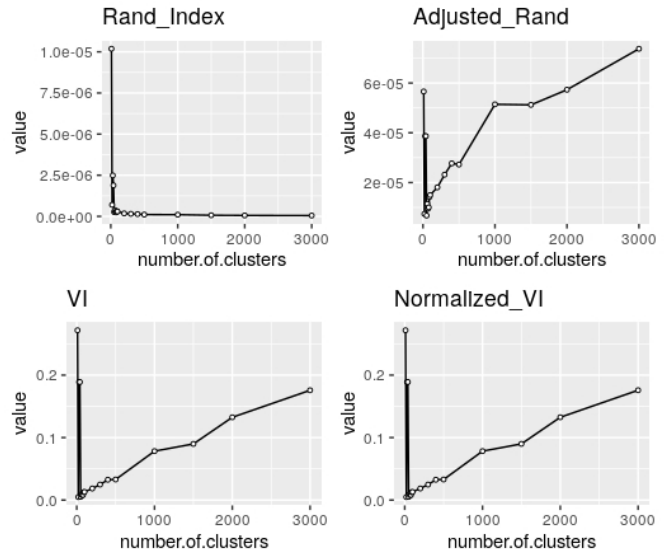 Rand_Index
value
1.0e-05
7.5e-06
5.0e-06
2.5e-06
0.0e+00
0 1000 2000 3000
number.of.clusters
Adjusted_Rand
value
6e-05
4e-05
2e-05
0 1000 2000 3000
number.of.clusters
VI
value
0.2
0.1
0.0
0 1000 2000 3000
number.of.clusters
Normalized_VI
value
0.2
0.1
0.0
0 1000 2000 3000
number.of.clusters